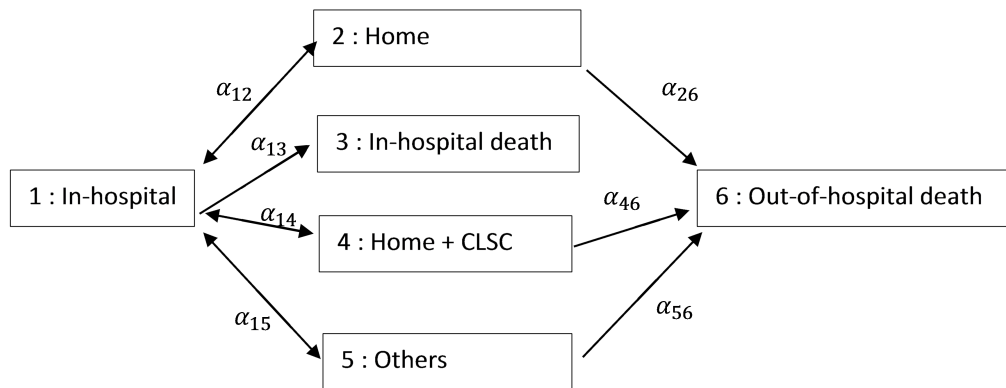 2 : Home
α12
α26
α13
3 : In-hospital death
1 : In-hospital
α14
α46
6 : Out-of-hospital death
4 : Home + CLSC
α15
α56
5 : Others